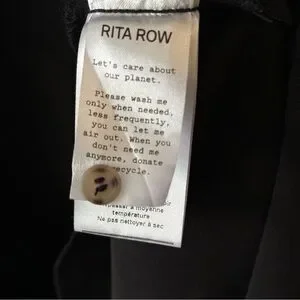 RITA ROW
Let's care about
our planet.
Please wash me
only when needed,
less frequently,
you can let me
air out. When you
don't need me
anymore, donate
recycle.
à moyenne
température
Ne pas nettoyer à sec